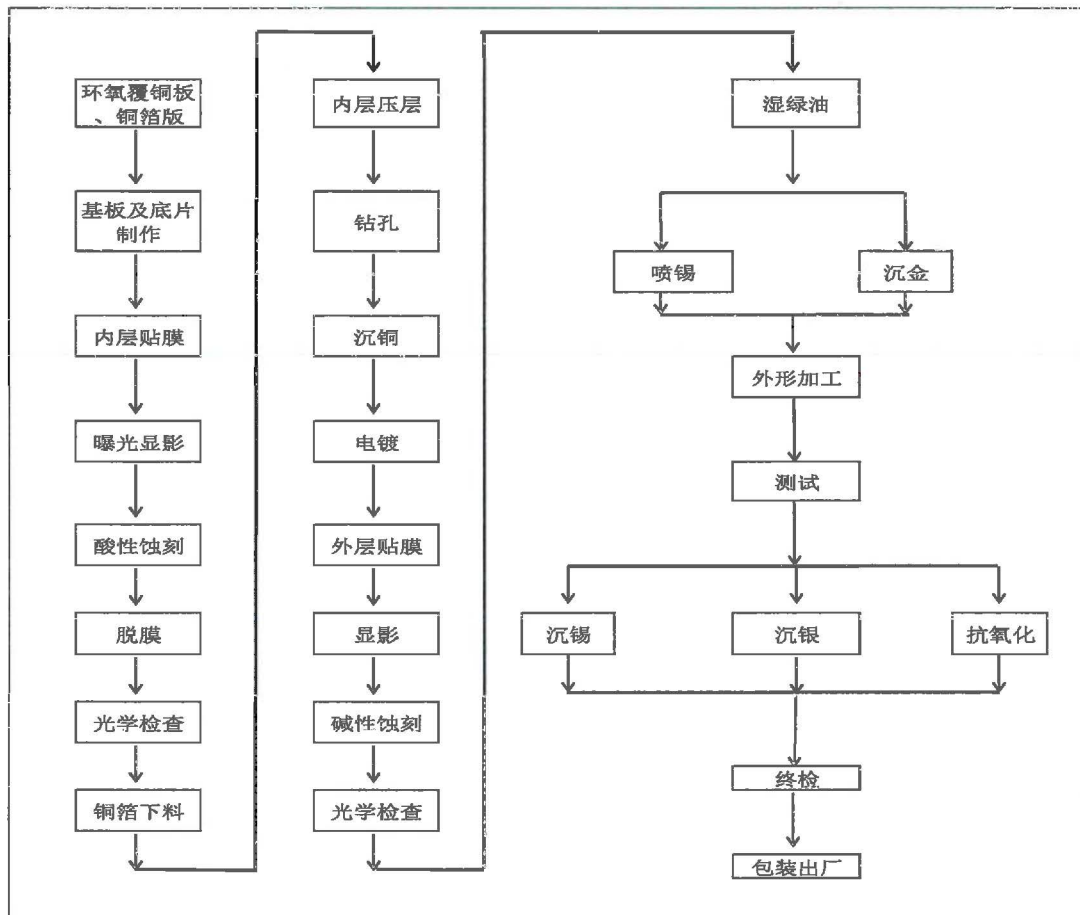 环氧覆铜板
、铜箔版
基板及底片
制作
内层贴膜
曝光显影
酸性蚀刻
脱膜
光学检查
铜箔下料
内层压层
钻孔
沉铜
电镀
外层贴膜
显影
碱性蚀刻
光学检查
湿绿油
喷锡
沉金
外形加工
测试
沉锡
沉银
抗氧化
终检
包装出厂